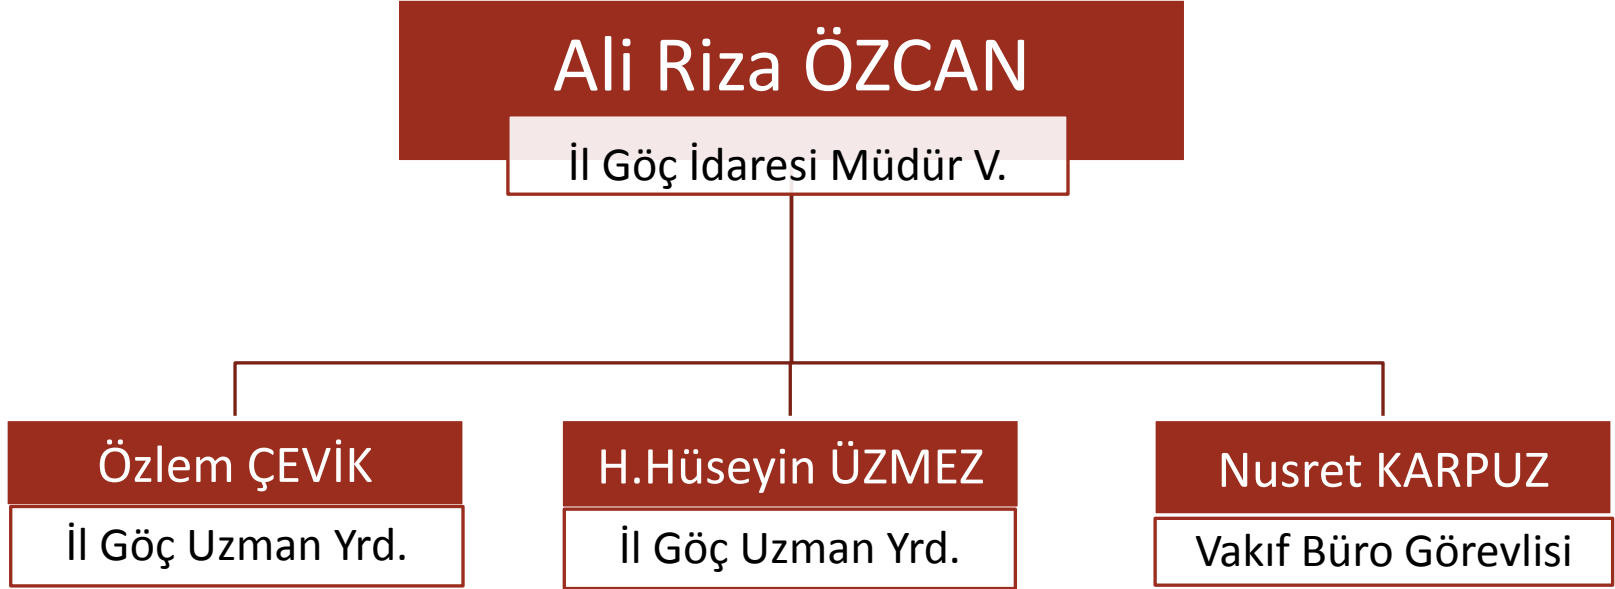 Ali Riza ÖZCAN
İl Göç İdaresi Müdür V.
Özlem ÇEVİK
İl Göç Uzman Yrd.
H.Hüseyin ÜZMEZ
İl Göç Uzman Yrd.
Nusret KARPUZ
Vakıf Büro Görevlisi